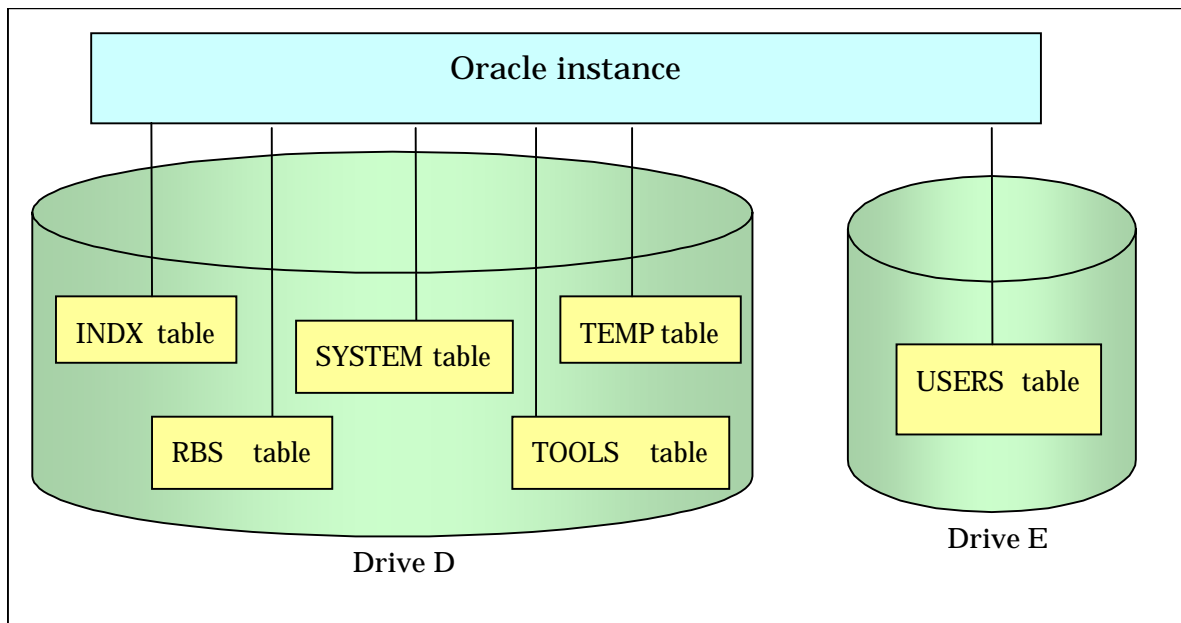 Oracle instance
INDX table
SYSTEM table
TEMP table
USERS table
RBS table
TOOLS table
Drive D
Drive E